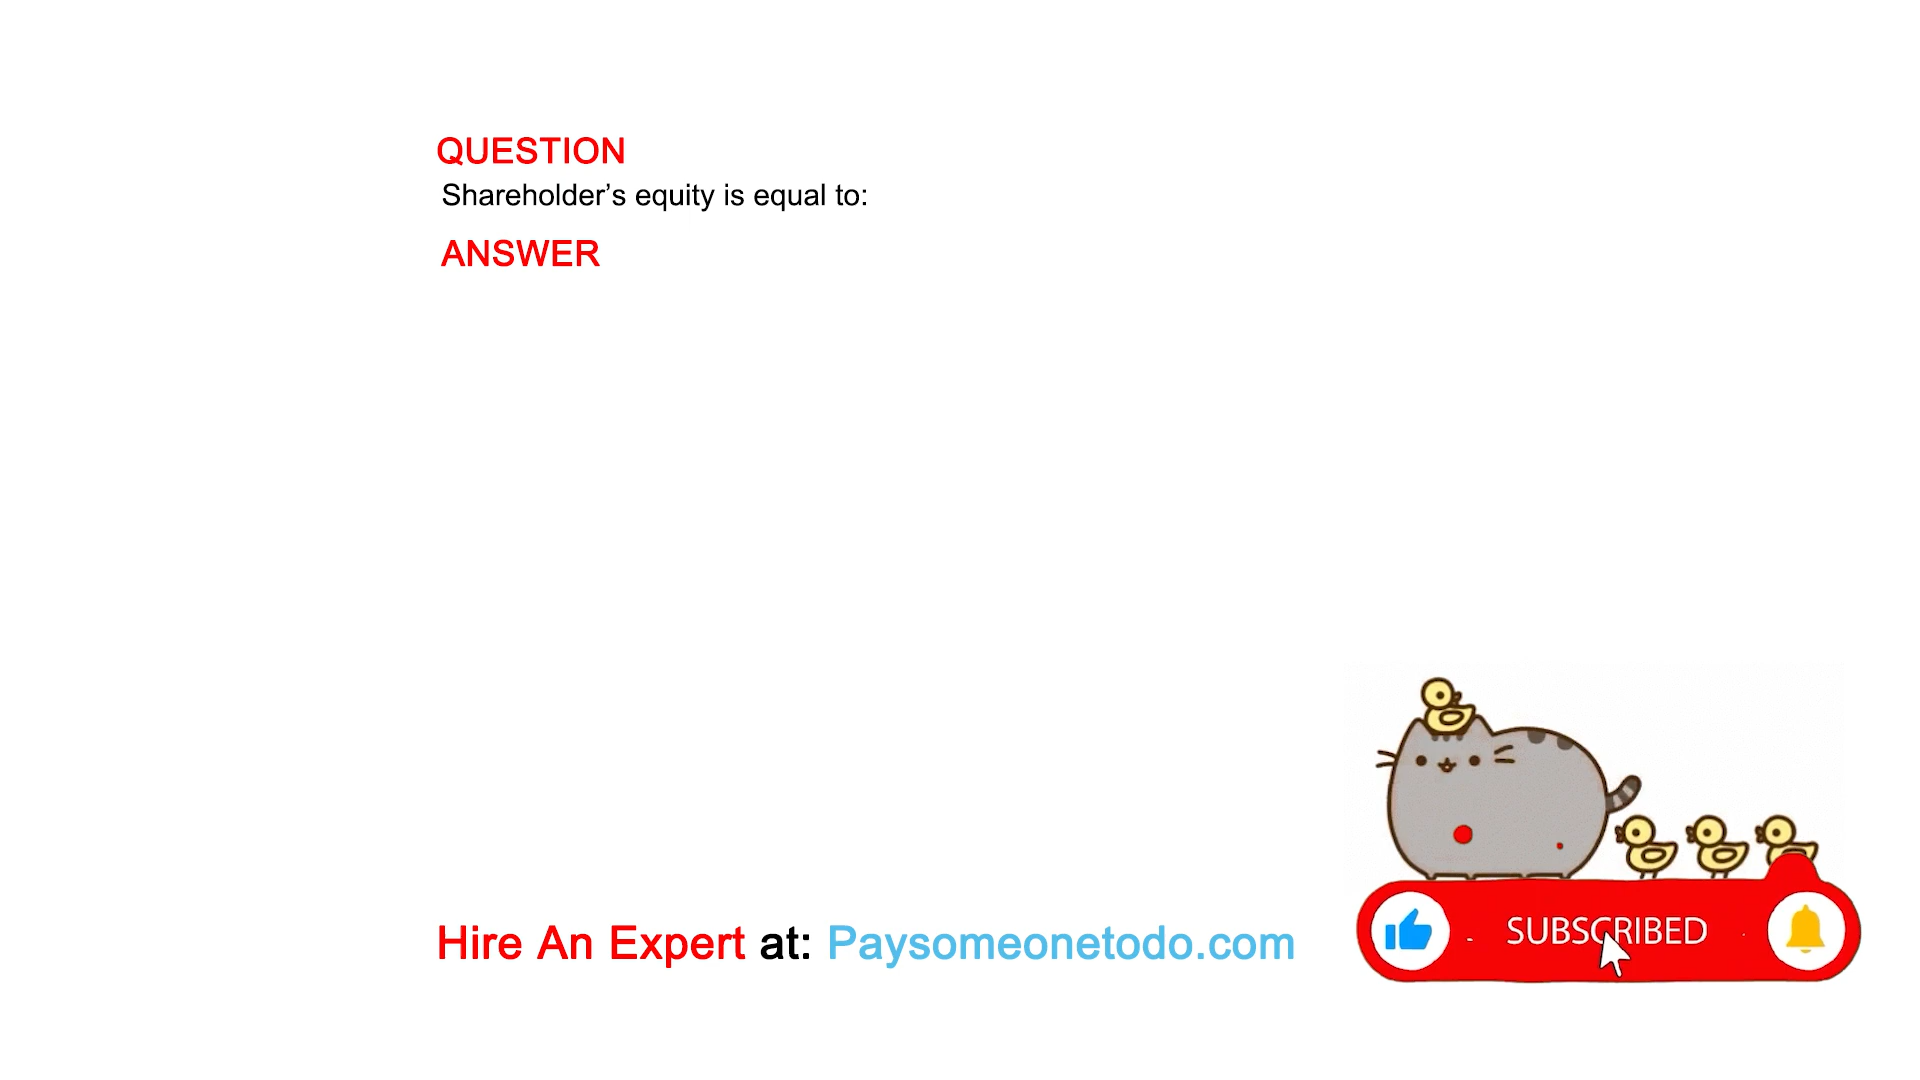 QUESTION
Shareholder’s equity is equal to:
ANSWER
Hire An Expert at: Paysomeonetodo.com
SUBSCRIBED